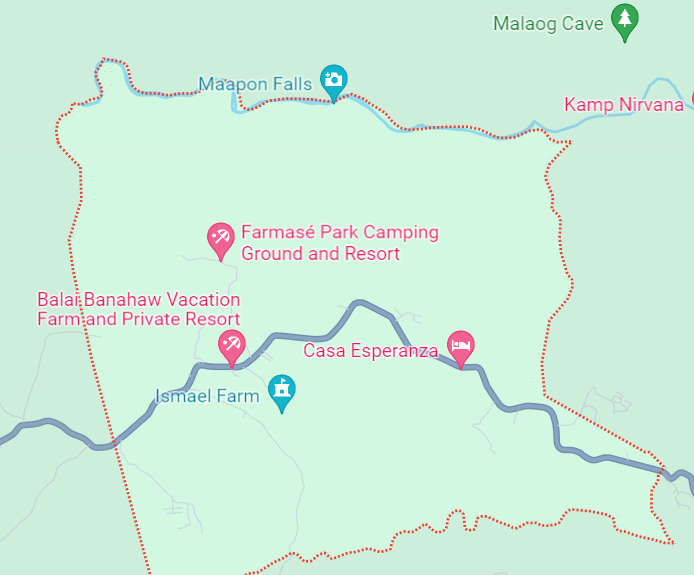 Malaog Cave
Maapon Falls
Kamp Nirvana
Farmasé Park Camping
Ground and Resort
Balai Banahaw Vacation
Farm and Private Resort
Casa Esperanza
Ismael Farm